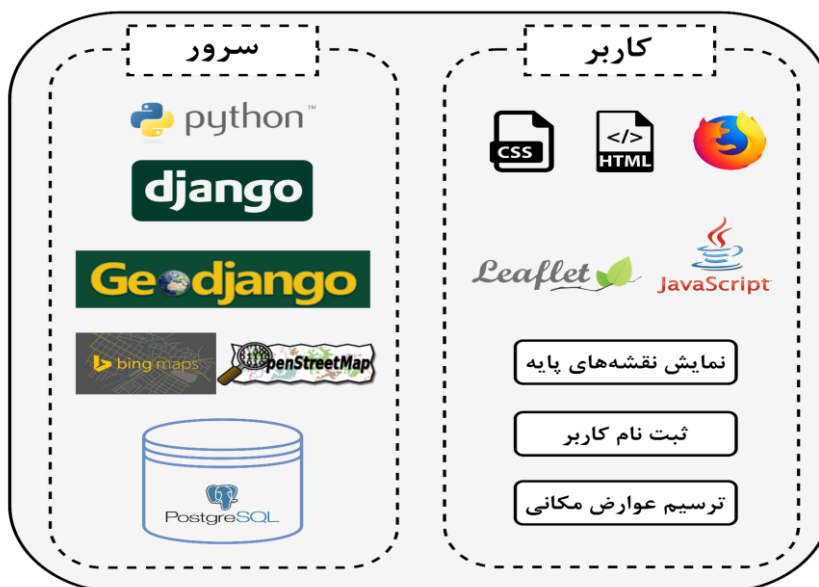 سرور
python™
django
Geodjango
bing maps
OpenStreetMap
PostgreSQL
کاربر
CSS
</>
HTML
Leaflet
JavaScript
نمایش نقشه‌های پایه
ثبت نام کاربر
ترسیم عوارض مکانی